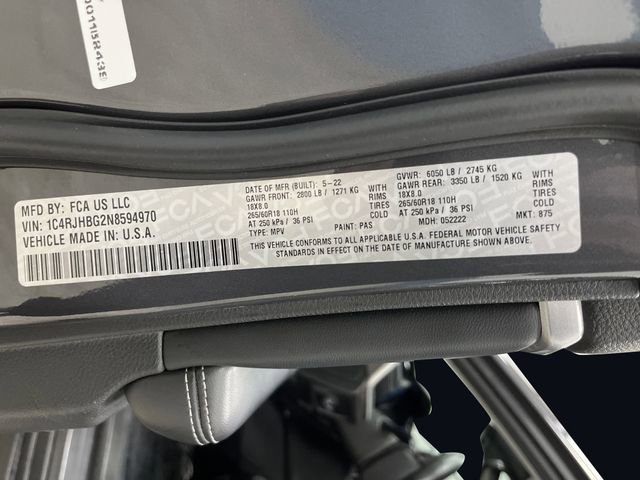 001158435
MFD BY: FCA US LLC
VIN: 1C4RJHBG2N8594970
VEHICLE MADE IN U.S.A.
DATE OF MFR (BUILT): 5-22
GAWR FRONT: 2800 LB / 1271 KG WITH
18X8.0 RIMS TIRES
265/60R18 110H
AT 250 kPa / 36 PSI COLD
TYPE: MPV PAINT: PAS
GVWR: 6050 LB / 2745 KG
GAWR REAR: 3350 LB / 1520 KG WITH
18X8.0 TIRES
265/60R18 110H
AT 250 kPa / 36 PSI COLD
MDH: 052222 MKT: 875
THIS VEHICLE CONFORMS TO ALL APPLICABLE U.S.A. FEDERAL MOTOR VEHICLE SAFETY
STANDARDS IN EFFECT ON THE DATE OF MANUFACTURE SHOWN ABOVE.